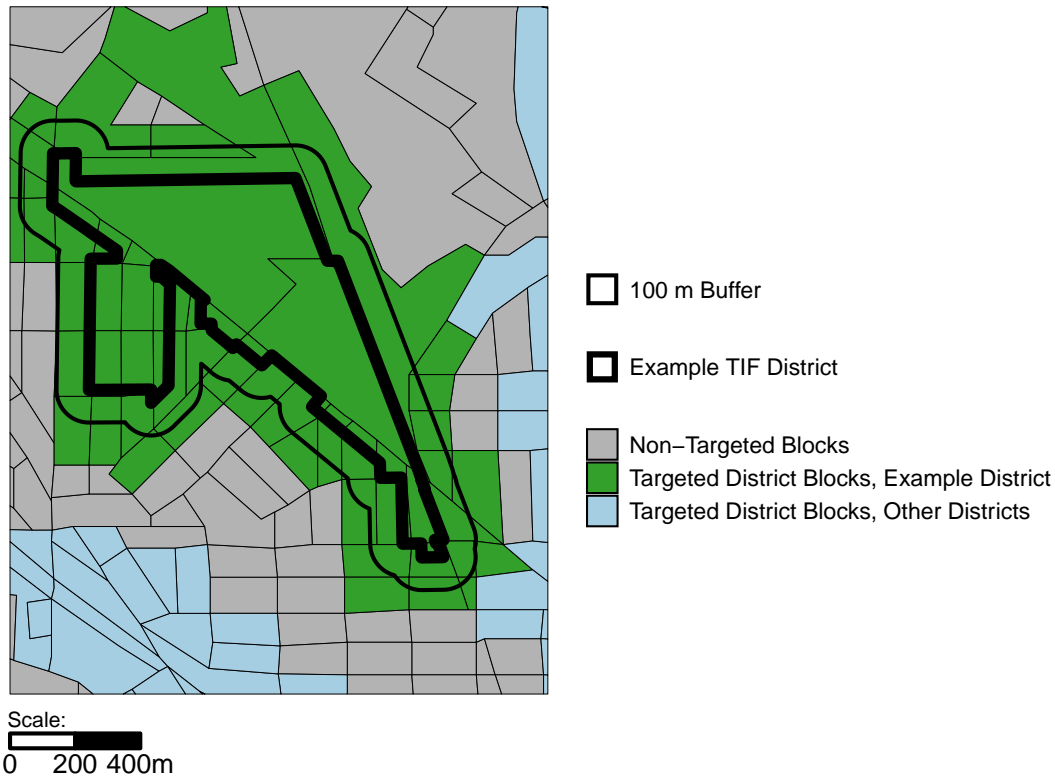 100 m Buffer
Example TIF District
Non−Targeted Blocks
Targeted District Blocks, Example District
Targeted District Blocks, Other Districts
Scale:
0 200 400m